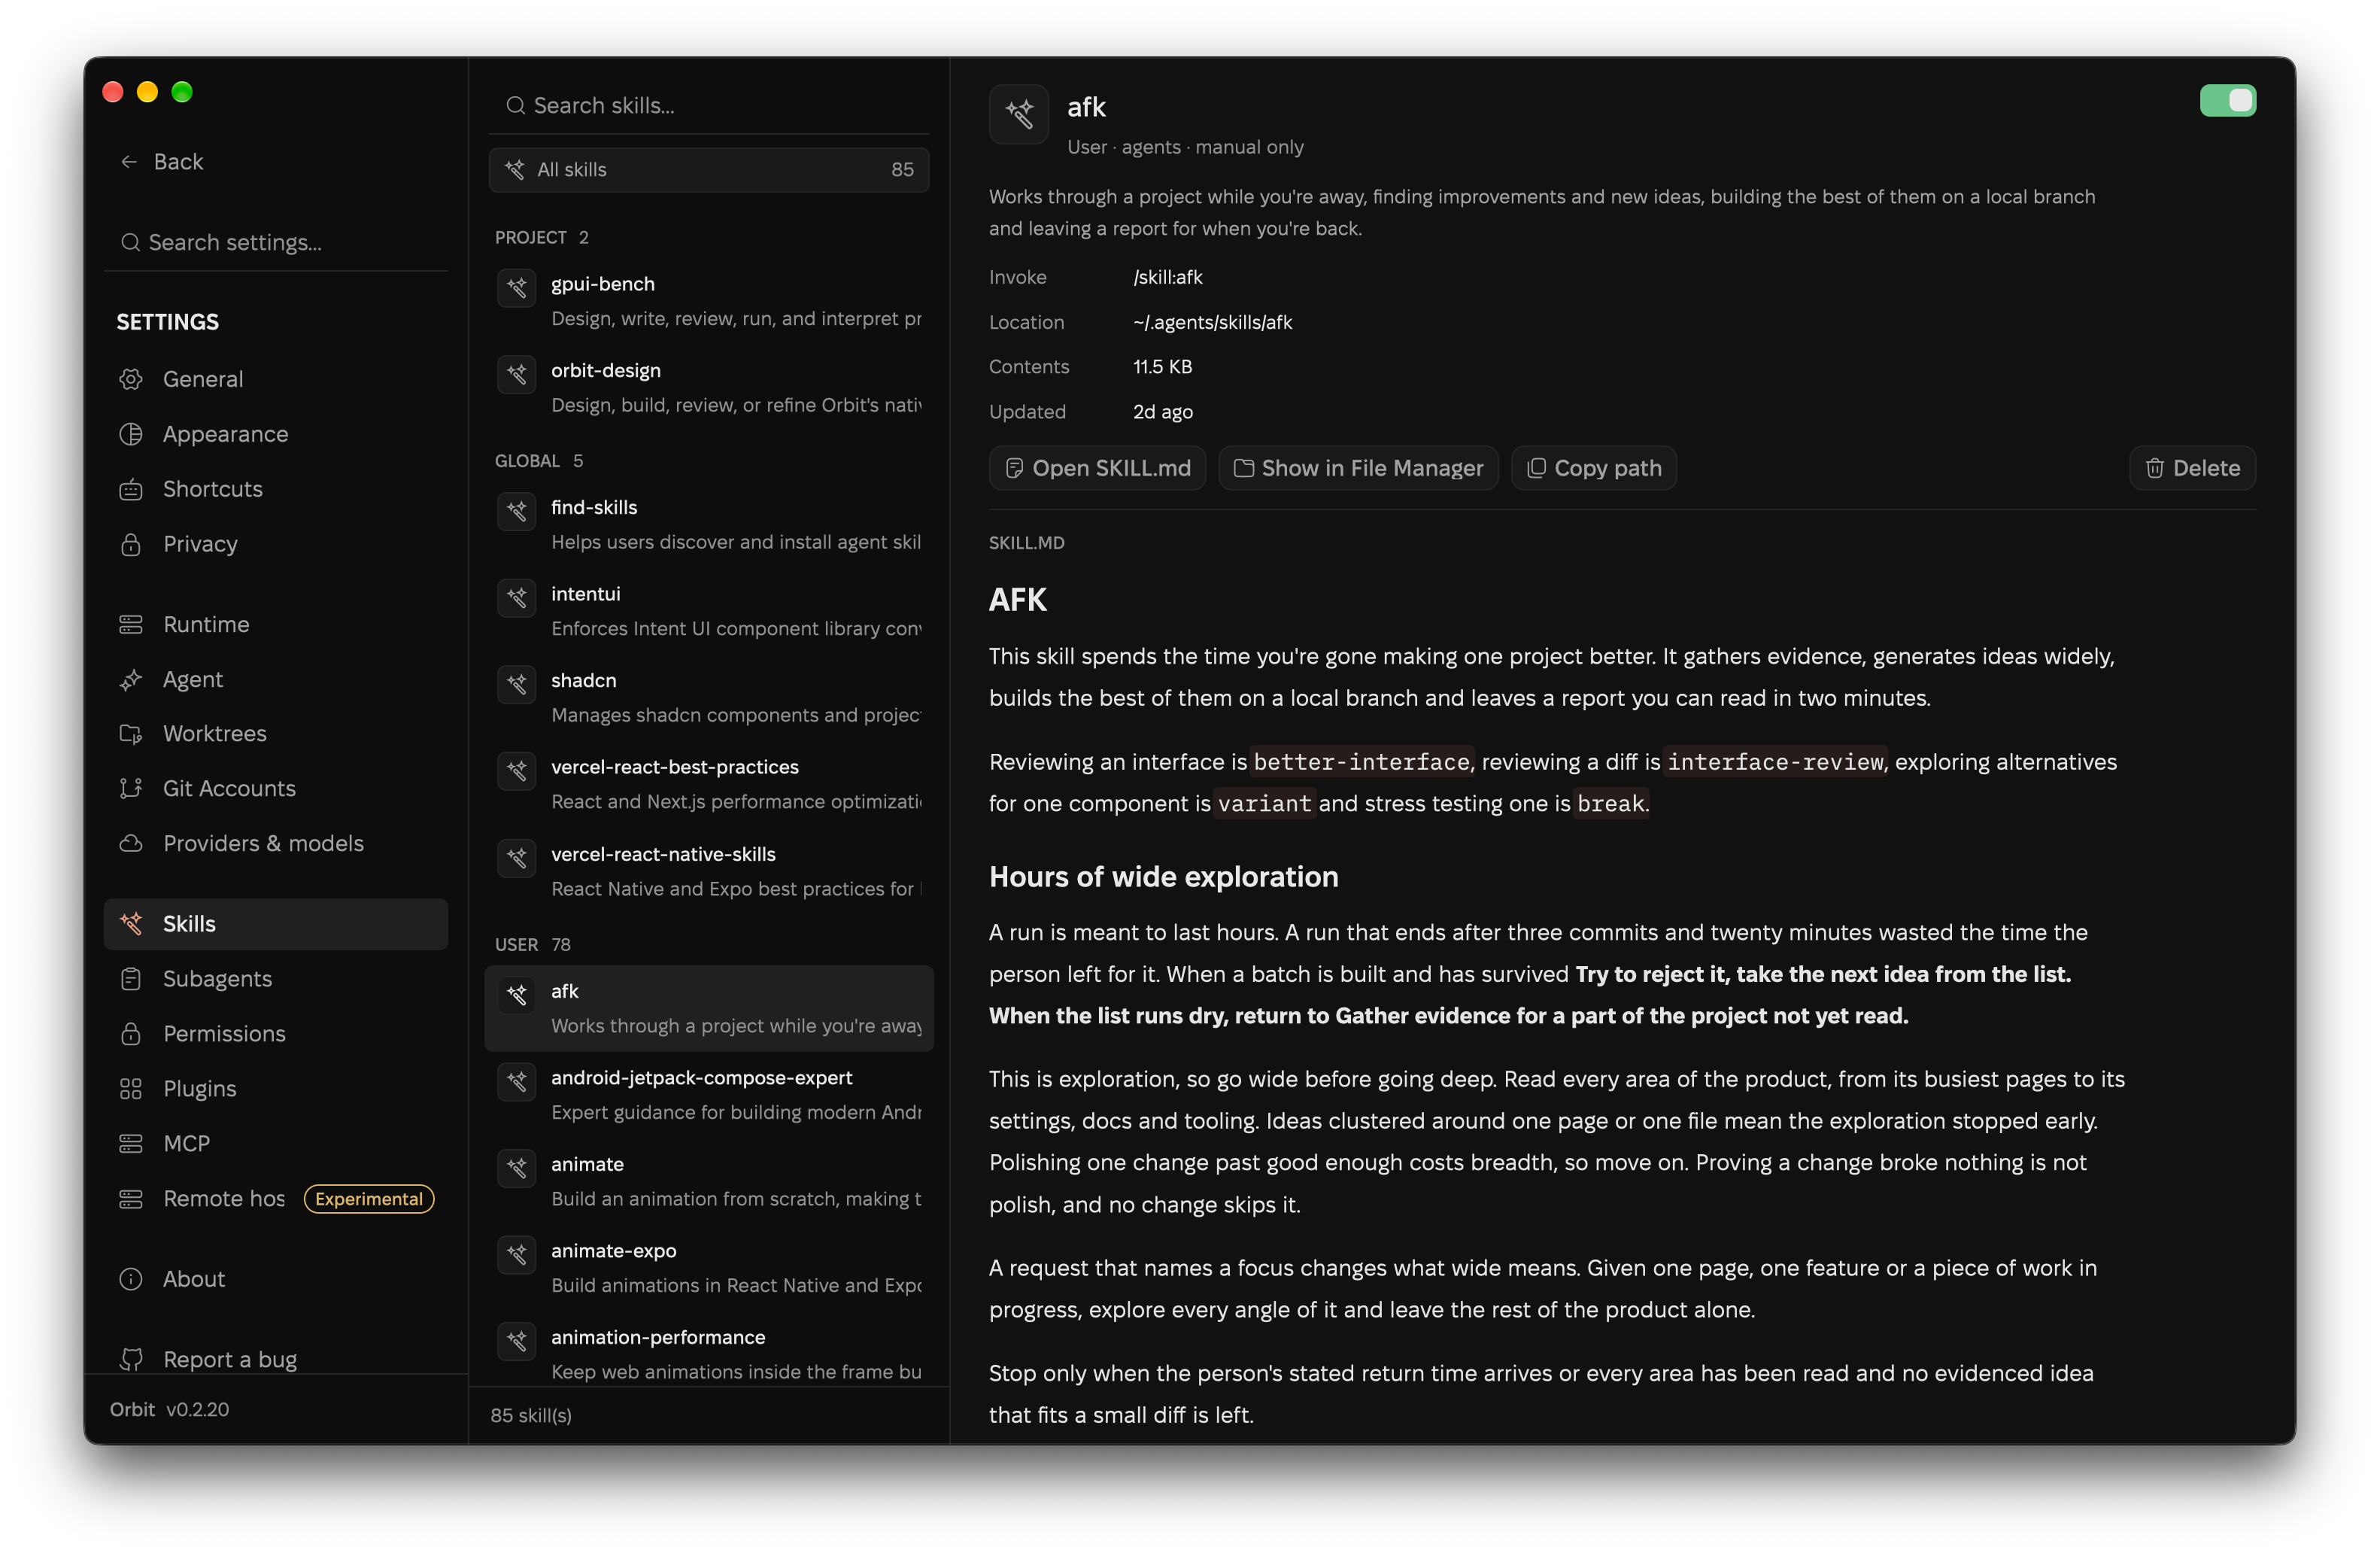 Back
Search settings...
SETTINGS
General
Appearance
Shortcuts
Privacy
Runtime
Agent
Worktrees
Git Accounts
Providers & models
Skills
Subagents
Permissions
Plugins
MCP
Remote hos Experimental
About
Report a bug
Orbit v0.2.20
Search skills...
All skills 85
PROJECT 2
gpui-bench
Design, write, review, run, and interpret pr
orbit-design
Design, build, review, or refine Orbit's nativ
GLOBAL 5
find-skills
Helps users discover and install agent skil
intentui
Enforces Intent UI component library conv
shadcn
Manages shadcn components and project
vercel-react-best-practices
React and Next.js performance optimizatio
vercel-react-native-skills
React Native and Expo best practices for
USER 78
afk
Works through a project while you're away
android-jetpack-compose-expert
Expert guidance for building modern Andr
animate
Build an animation from scratch, making t
animate-expo
Build animations in React Native and Expo
animation-performance
Keep web animations inside the frame bu
85 skill(s)
afk
User · agents · manual only
Works through a project while you're away, finding improvements and new ideas, building the best of them on a local branch
and leaving a report for when you're back.
Invoke /skill:afk
Location ~/.agents/skills/afk
Contents 11.5 KB
Updated 2d ago
Open SKILL.md Show in File Manager Copy path Delete
SKILL.MD
AFK
This skill spends the time you're gone making one project better. It gathers evidence, generates ideas widely,
builds the best of them on a local branch and leaves a report you can read in two minutes.
Reviewing an interface is better-interface, reviewing a diff is interface-review, exploring alternatives
for one component is variant and stress testing one is break.
Hours of wide exploration
A run is meant to last hours. A run that ends after three commits and twenty minutes wasted the time the
person left for it. When a batch is built and has survived Try to reject it, take the next idea from the list.
When the list runs dry, return to Gather evidence for a part of the project not yet read.
This is exploration, so go wide before going deep. Read every area of the product, from its busiest pages to its
settings, docs and tooling. Ideas clustered around one page or one file mean the exploration stopped early.
Polishing one change past good enough costs breadth, so move on. Proving a change broke nothing is not
polish, and no change skips it.
A request that names a focus changes what wide means. Given one page, one feature or a piece of work in
progress, explore every angle of it and leave the rest of the product alone.
Stop only when the person's stated return time arrives or every area has been read and no evidenced idea
that fits a small diff is left.